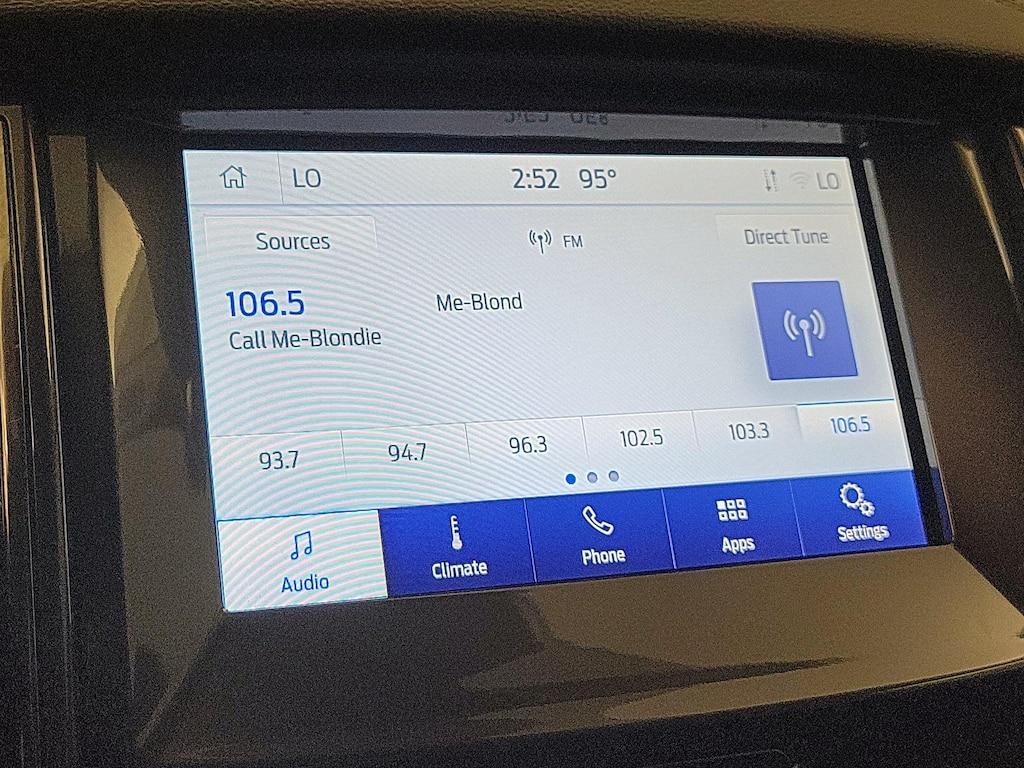 LO 2:52 95° LO
Sources FM Direct Tune
106.5 Me-Blond
Call Me-Blondie
93.7 94.7 96.3 102.5 103.3 106.5
Audio Climate Phone Apps Settings